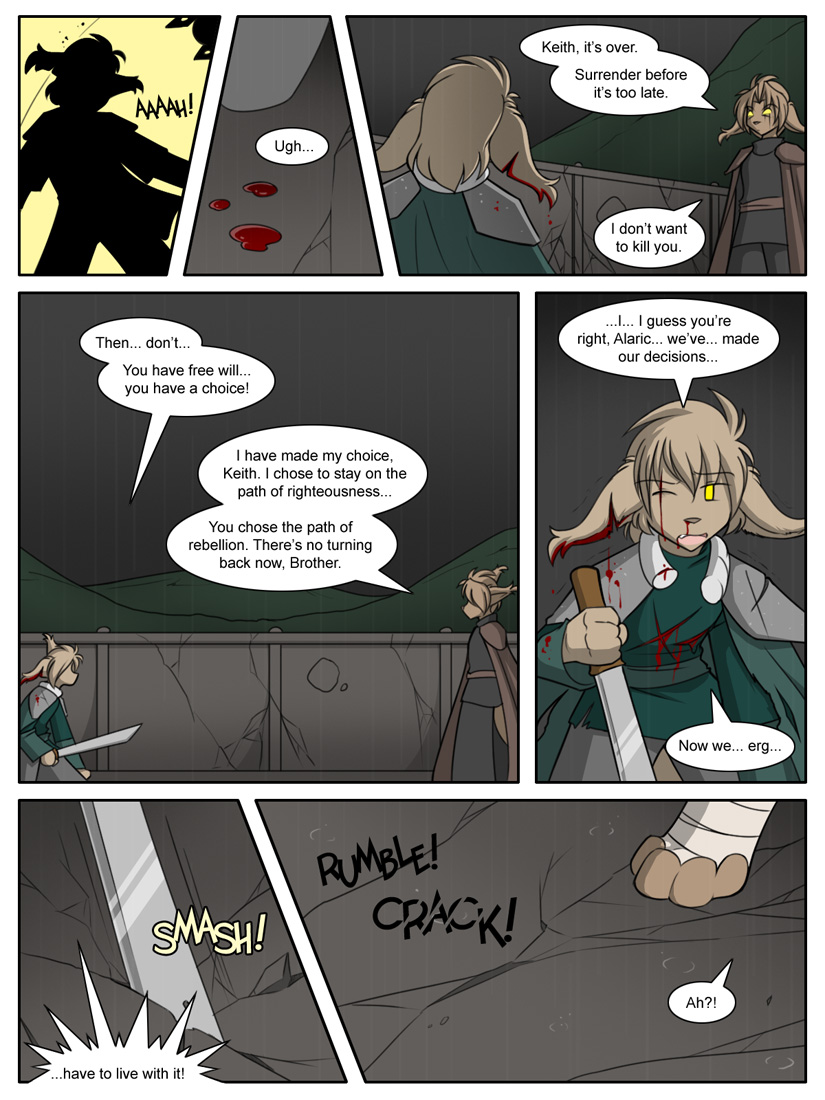 AAAAH!
Ugh...
Keith, it's over.
Surrender before
it's too late.
I don't want
to kill you.
Then... don't...
You have free will...
you have a choice!
I have made my choice,
Keith. I chose to stay on the
path of righteousness...
You chose the path of
rebellion. There's no turning
back now, Brother.
...I... I guess you're
right, Alaric... we've... made
our decisions...
Now we... erg...
SMASH!
...have to live with it!
RUMBLE!
CRACK!
Ah?!